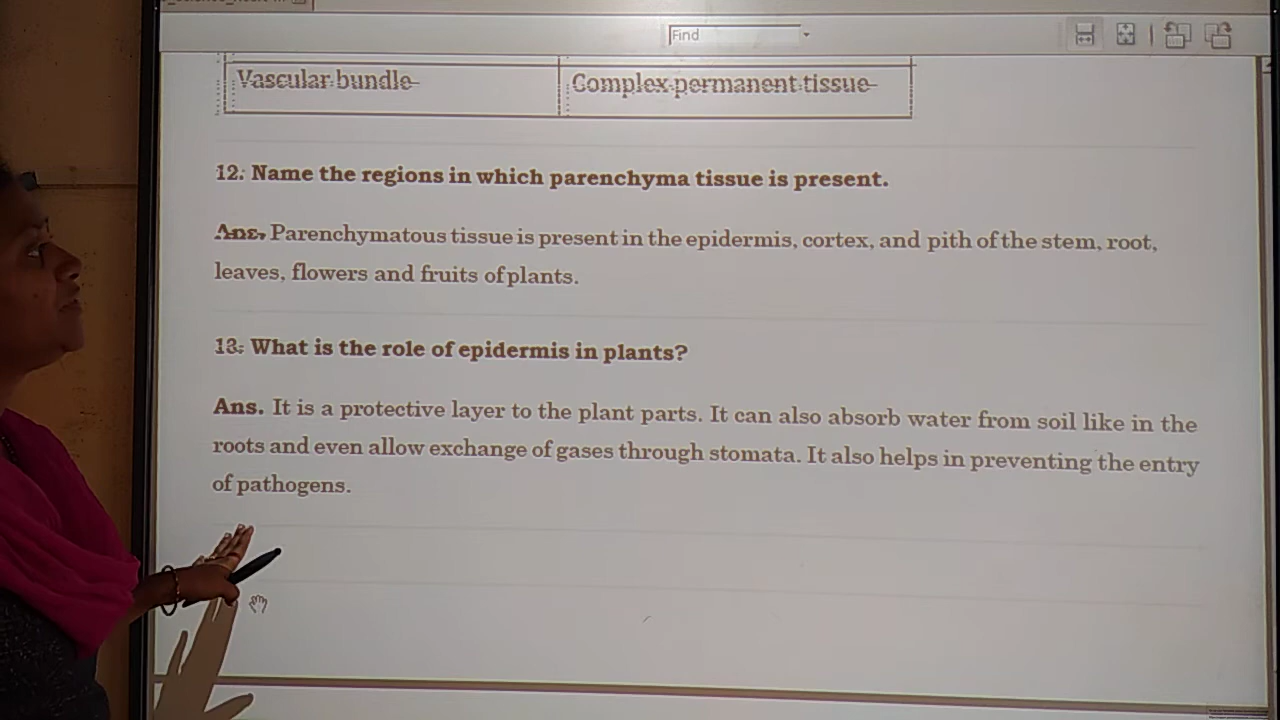 Find
Vascular bundle
Complex permanent tissue
12. Name the regions in which parenchyma tissue is present.
Ans. Parenchymatous tissue is present in the epidermis, cortex, and pith of the stem, root,
leaves, flowers and fruits of plants.
13. What is the role of epidermis in plants?
Ans. It is a protective layer to the plant parts. It can also absorb water from soil like in the
roots and even allow exchange of gases through stomata. It also helps in preventing the entry
of pathogens.